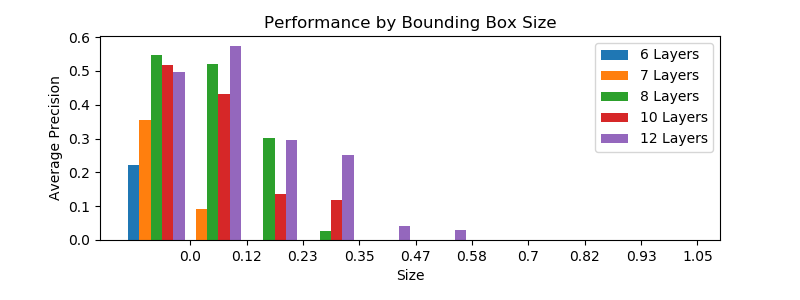 Performance by Bounding Box Size
0.6
0.5
0.4
0.3
0.2
0.1
0.0
Average Precision
6 Layers
7 Layers
8 Layers
10 Layers
12 Layers
0.0 0.12 0.23 0.35 0.47 0.58 0.7 0.82 0.93 1.05
Size